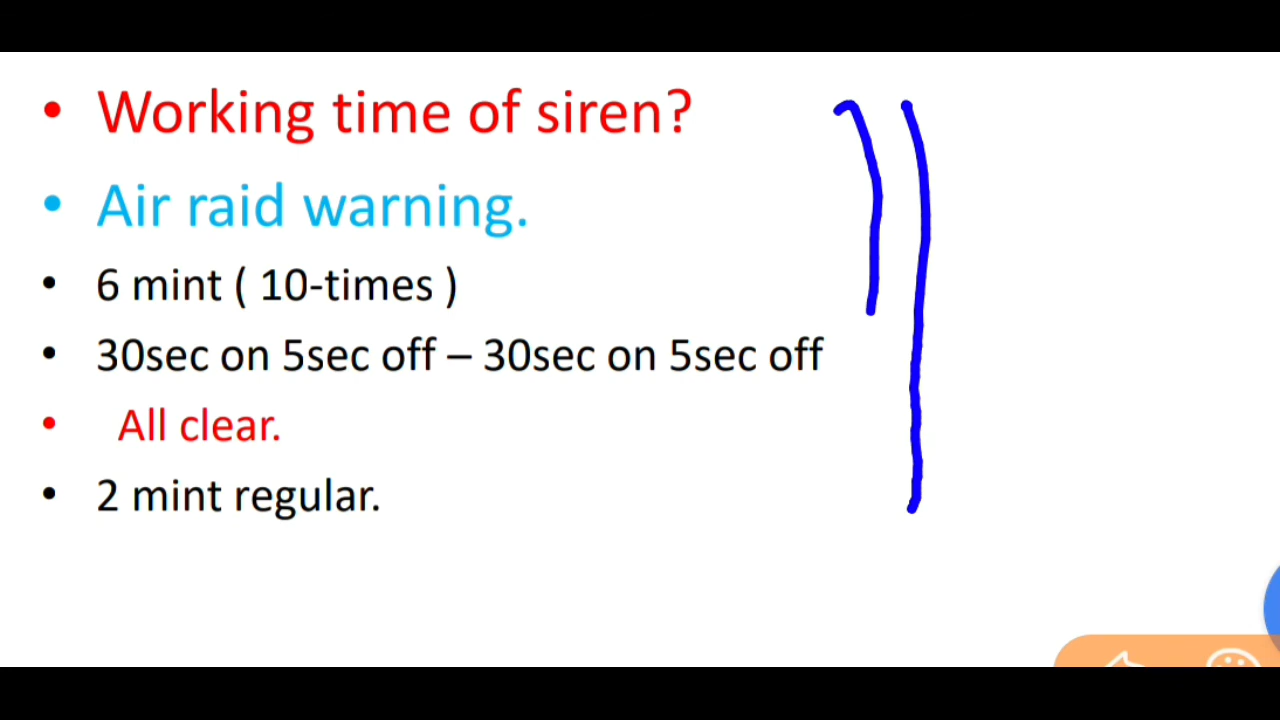 • Working time of siren?
• Air raid warning.
• 6 mint ( 10-times )
• 30sec on 5sec off – 30sec on 5sec off
• All clear.
• 2 mint regular.